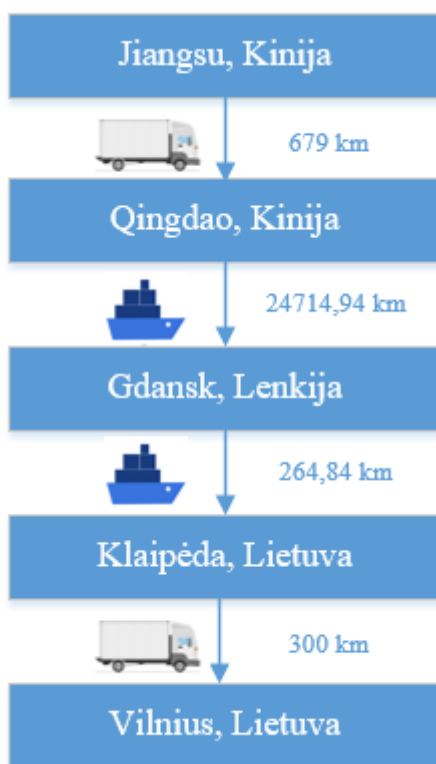 Jiangsu, Kinija
679 km
Qingdao, Kinija
24714,94 km
Gdansk, Lenkija
264,84 km
Klaipėda, Lietuva
300 km
Vilnius, Lietuva